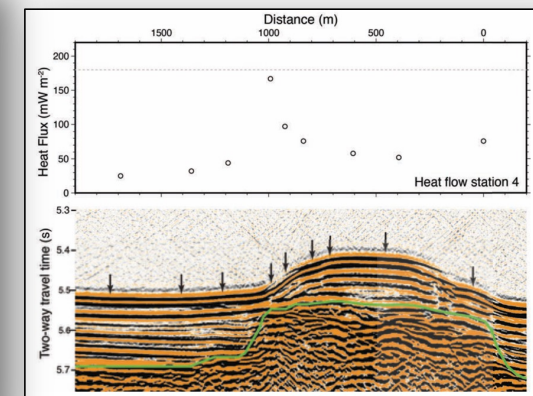 Distance (m)
1500 1000 500 0
Heat Flux (mW m⁻²)
200
150
100
50
0
Heat flow station 4
Two-way travel time (s)
5.3
5.4
5.5
5.6
5.7